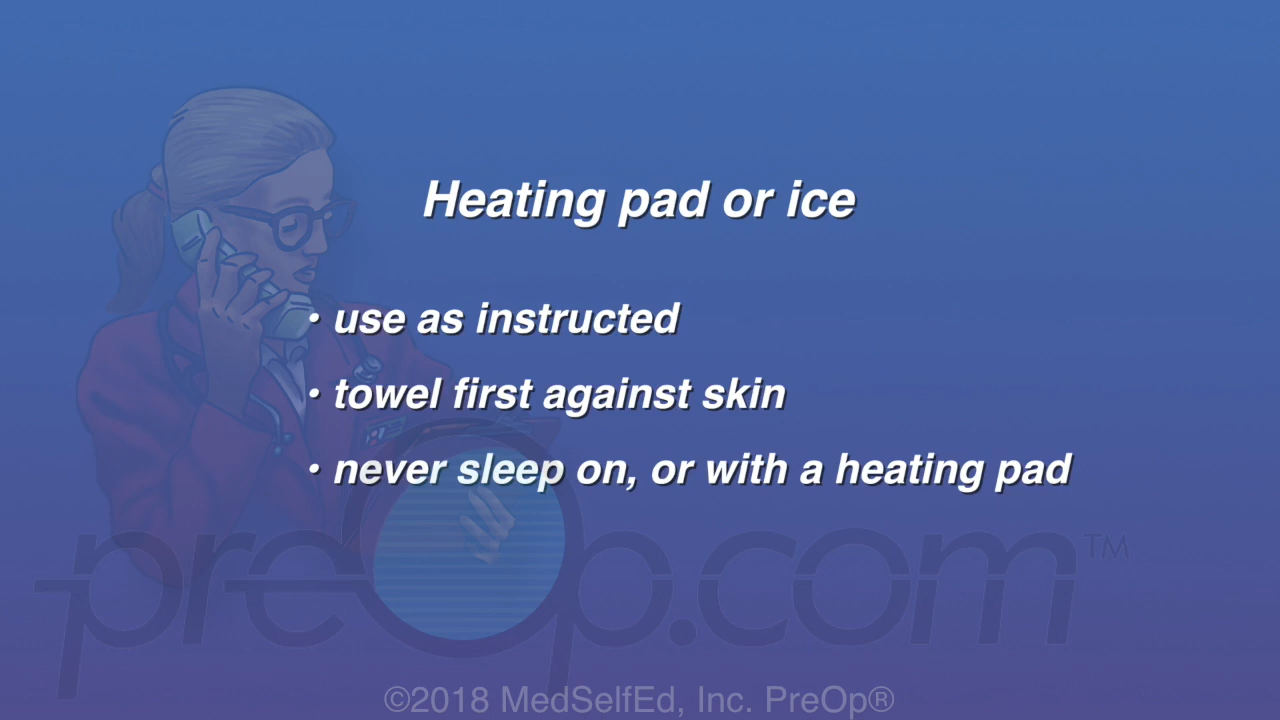 Heating pad or ice
• use as instructed
• towel first against skin
• never sleep on, or with a heating pad
preOp.com™
©2018 MedSelfEd, Inc. PreOp®